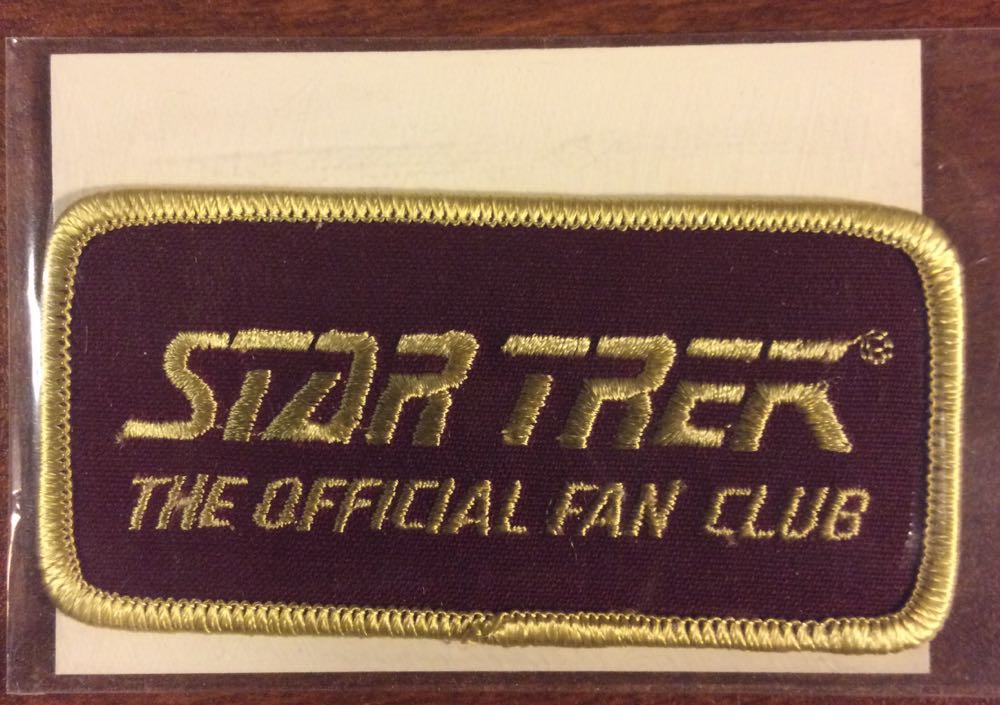 STAR TREK®
THE OFFICIAL FAN CLUB